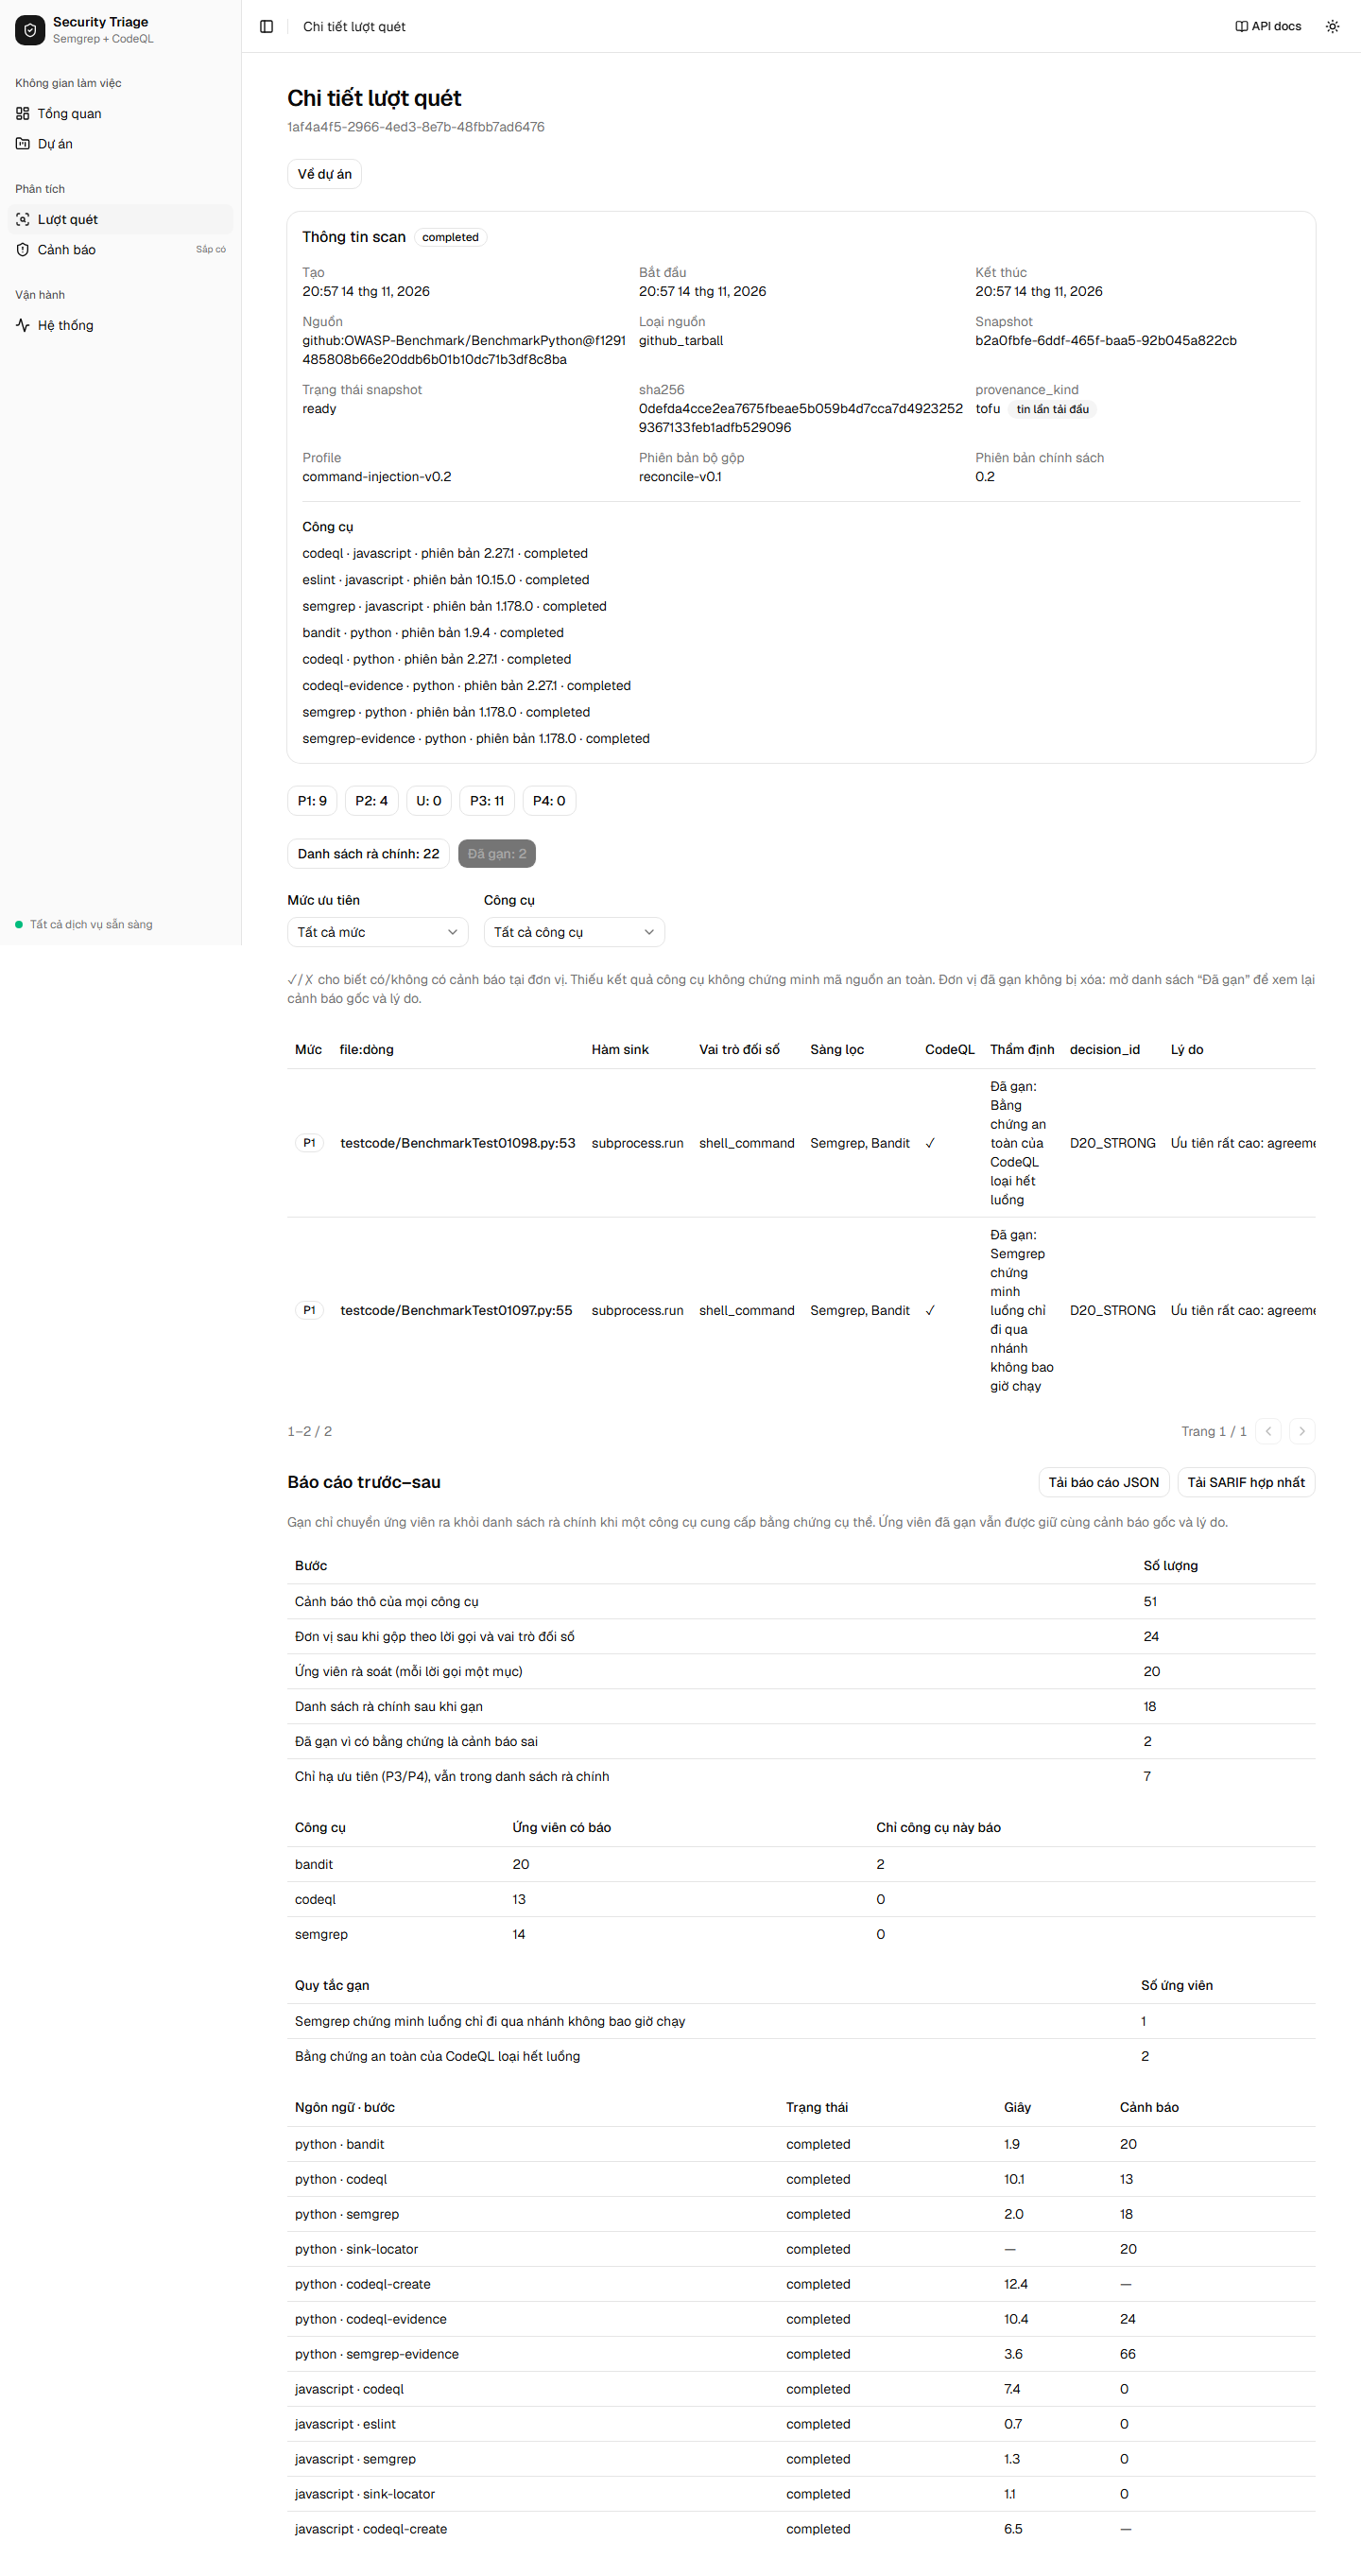 Security Triage
Semgrep + CodeQL
Không gian làm việc
Tổng quan
Dự án
Phân tích
Lượt quét
Cảnh báo
Sắp có
Vận hành
Hệ thống
Tất cả dịch vụ sẵn sàng
Chi tiết lượt quét
API docs
Chi tiết lượt quét
1af4a4f5-2966-4ed3-8e7b-48fbb7ad6476
Về dự án
Thông tin scan completed
Tạo Bắt đầu Kết thúc
20:57 14 thg 11, 2026 20:57 14 thg 11, 2026 20:57 14 thg 11, 2026
Nguồn Loại nguồn Snapshot
github:OWASP-Benchmark/BenchmarkPython@f1291 github_tarball b2a0fbfe-6ddf-465f-baa5-92b045a822cb
485808b66e20ddb6b01b10dc71b3df8c8ba
Trạng thái snapshot sha256 provenance_kind
ready 0defda4cce2ea7675fbeae5b059b4d7cca7d4923252 tofu tin lần tải đầu
9367133feb1adfb529096
Profile Phiên bản bộ gộp Phiên bản chính sách
command-injection-v0.2 reconcile-v0.1 0.2
Công cụ
codeql · javascript · phiên bản 2.27.1 · completed
eslint · javascript · phiên bản 10.15.0 · completed
semgrep · javascript · phiên bản 1.178.0 · completed
bandit · python · phiên bản 1.9.4 · completed
codeql · python · phiên bản 2.27.1 · completed
codeql-evidence · python · phiên bản 2.27.1 · completed
semgrep · python · phiên bản 1.178.0 · completed
semgrep-evidence · python · phiên bản 1.178.0 · completed
P1: 9 P2: 4 U: 0 P3: 11 P4: 0
Danh sách rà chính: 22 Đã gạn: 2
Mức ưu tiên Công cụ
Tất cả mức Tất cả công cụ
✓/✗ cho biết có/không có cảnh báo tại đơn vị. Thiếu kết quả công cụ không chứng minh mã nguồn an toàn. Đơn vị đã gạn không bị xóa: mở danh sách “Đã gạn” để xem lại
cảnh báo gốc và lý do.
Mức file:dòng Hàm sink Vai trò đối số Sàng lọc CodeQL Thẩm định decision_id Lý do
P1 testcode/BenchmarkTest01098.py:53 subprocess.run shell_command Semgrep, Bandit ✓ Đã gạn: Bằng chứng an toàn của CodeQL loại hết luồng D20_STRONG Ưu tiên rất cao: agreeme
P1 testcode/BenchmarkTest01097.py:55 subprocess.run shell_command Semgrep, Bandit ✓ Đã gạn: Semgrep chứng minh luồng chỉ đi qua nhánh không bao giờ chạy D20_STRONG Ưu tiên rất cao: agreeme
1–2 / 2 Trang 1 / 1
Báo cáo trước–sau Tải báo cáo JSON Tải SARIF hợp nhất
Gạn chỉ chuyển ứng viên ra khỏi danh sách rà chính khi một công cụ cung cấp bằng chứng cụ thể. Ứng viên đã gạn vẫn được giữ cùng cảnh báo gốc và lý do.
Bước Số lượng
Cảnh báo thô của mọi công cụ 51
Đơn vị sau khi gộp theo lời gọi và vai trò đối số 24
Ứng viên rà soát (mỗi lời gọi một mục) 20
Danh sách rà chính sau khi gạn 18
Đã gạn vì có bằng chứng là cảnh báo sai 2
Chỉ hạ ưu tiên (P3/P4), vẫn trong danh sách rà chính 7
Công cụ Ứng viên có báo Chỉ công cụ này báo
bandit 20 2
codeql 13 0
semgrep 14 0
Quy tắc gạn Số ứng viên
Semgrep chứng minh luồng chỉ đi qua nhánh không bao giờ chạy 1
Bằng chứng an toàn của CodeQL loại hết luồng 2
Ngôn ngữ · bước Trạng thái Giây Cảnh báo
python · bandit completed 1.9 20
python · codeql completed 10.1 13
python · semgrep completed 2.0 18
python · sink-locator completed — 20
python · codeql-create completed 12.4 —
python · codeql-evidence completed 10.4 24
python · semgrep-evidence completed 3.6 66
javascript · codeql completed 7.4 0
javascript · eslint completed 0.7 0
javascript · semgrep completed 1.3 0
javascript · sink-locator completed 1.1 0
javascript · codeql-create completed 6.5 —